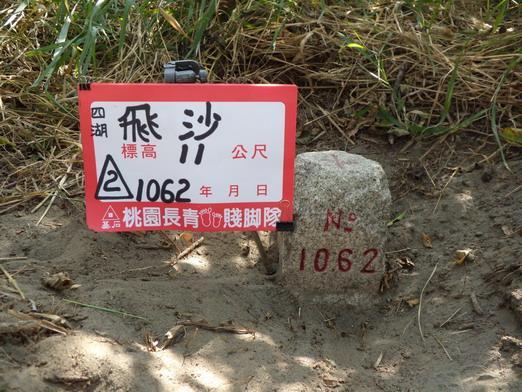 四湖
飛沙
標高 11 公尺
2 1062 年 月 日
基石 桃園長青 賤脚隊
No
1062